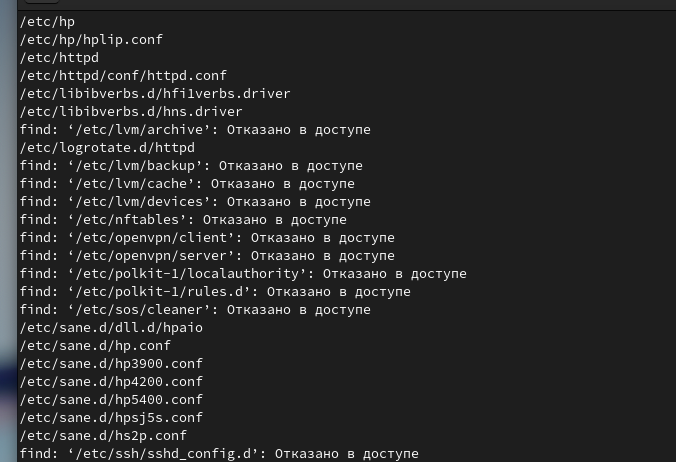 /etc/hp
/etc/hp/hplip.conf
/etc/httpd
/etc/httpd/conf/httpd.conf
/etc/libibverbs.d/hfi1verbs.driver
/etc/libibverbs.d/hns.driver
find: ‘/etc/lvm/archive’: Отказано в доступе
/etc/logrotate.d/httpd
find: ‘/etc/lvm/backup’: Отказано в доступе
find: ‘/etc/lvm/cache’: Отказано в доступе
find: ‘/etc/lvm/devices’: Отказано в доступе
find: ‘/etc/nftables’: Отказано в доступе
find: ‘/etc/openvpn/client’: Отказано в доступе
find: ‘/etc/openvpn/server’: Отказано в доступе
find: ‘/etc/polkit-1/localauthority’: Отказано в доступе
find: ‘/etc/polkit-1/rules.d’: Отказано в доступе
find: ‘/etc/sos/cleaner’: Отказано в доступе
/etc/sane.d/dll.d/hpaio
/etc/sane.d/hp.conf
/etc/sane.d/hp3900.conf
/etc/sane.d/hp4200.conf
/etc/sane.d/hp5400.conf
/etc/sane.d/hpsj5s.conf
/etc/sane.d/hs2p.conf
find: ‘/etc/ssh/sshd_config.d’: Отказано в доступе